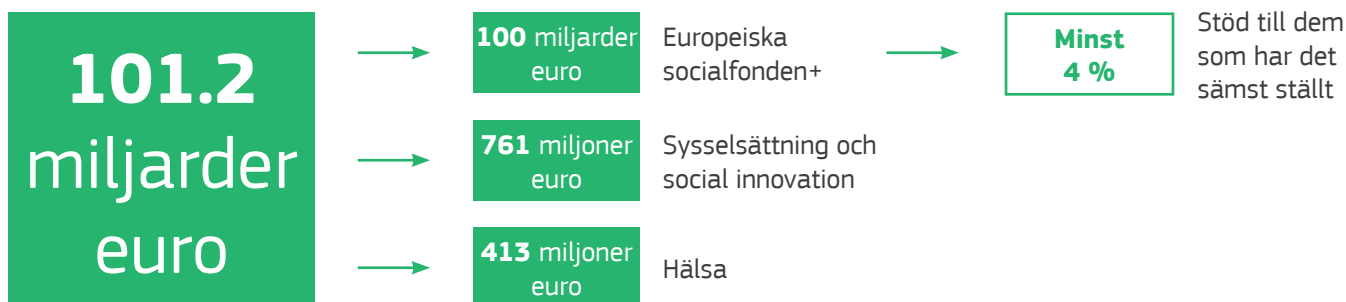 101.2
miljarder
euro
100 miljarder
euro
Europeiska
socialfonden+
Minst
4 %
Stöd till dem
som har det
sämst ställt
761 miljoner
euro
Sysselsättning och
social innovation
413 miljoner
euro
Hälsa